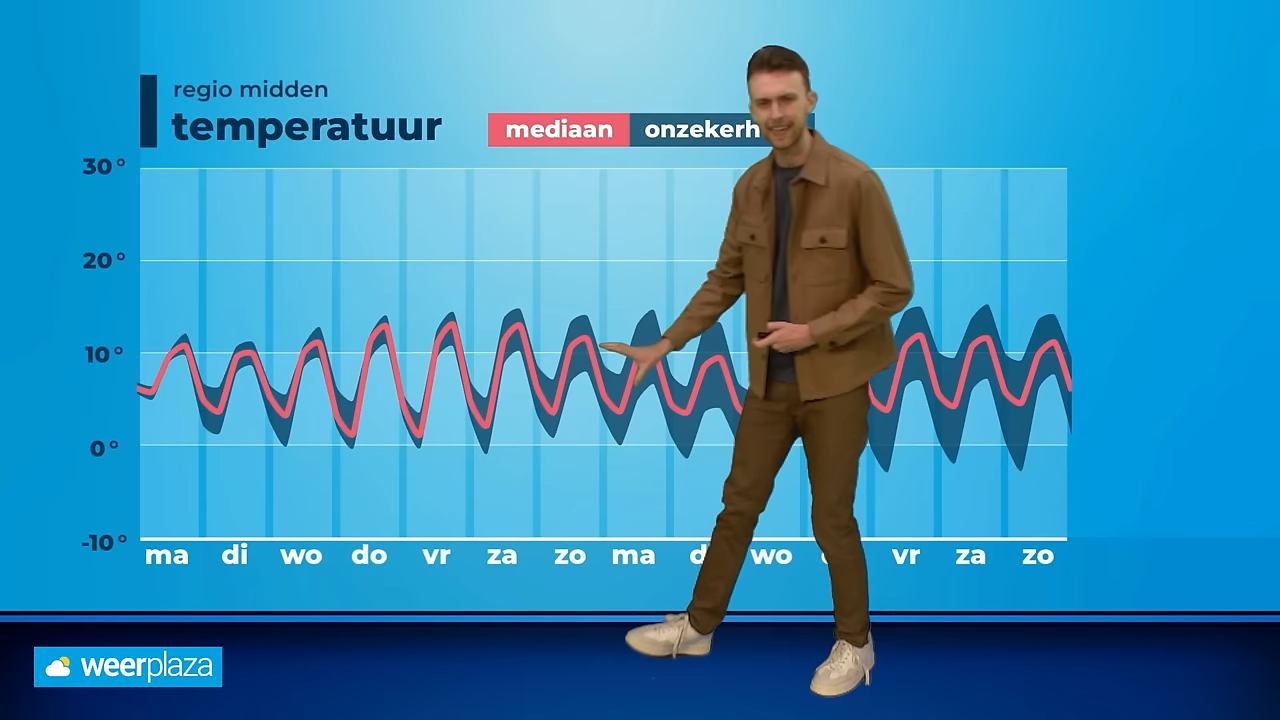 regio midden
temperatuur
mediaan
30°
20°
10°
0°
-10°
ma di wo do vr za zo ma wo vr za zo
weerplaza